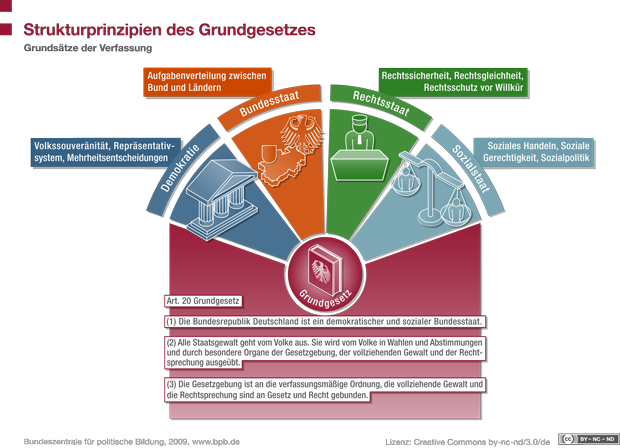 Strukturprinzipien des Grundgesetzes
Grundsätze der Verfassung
Aufgabenverteilung zwischen
Bund und Ländern
Rechtssicherheit, Rechtsgleichheit,
Rechtsschutz vor Willkür
Bundesstaat
Rechtsstaat
Volkssouveränität, Repräsentativ-
system, Mehrheitsentscheidungen
Demokratie
Sozialstaat
Soziales Handeln, Soziale
Gerechtigkeit, Sozialpolitik
Grundgesetz
Art. 20 Grundgesetz
(1) Die Bundesrepublik Deutschland ist ein demokratischer und sozialer Bundesstaat.
(2) Alle Staatsgewalt geht vom Volke aus. Sie wird vom Volke in Wahlen und Abstimmungen
und durch besondere Organe der Gesetzgebung, der vollziehenden Gewalt und der Recht-
sprechung ausgeübt.
(3) Die Gesetzgebung ist an die verfassungsmäßige Ordnung, die vollziehende Gewalt und
die Rechtsprechung sind an Gesetz und Recht gebunden.
Bundeszentrale für politische Bildung, 2009, www.bpb.de
Lizenz: Creative Commons by-nc-nd/3.0/de
cc BY – NC – ND